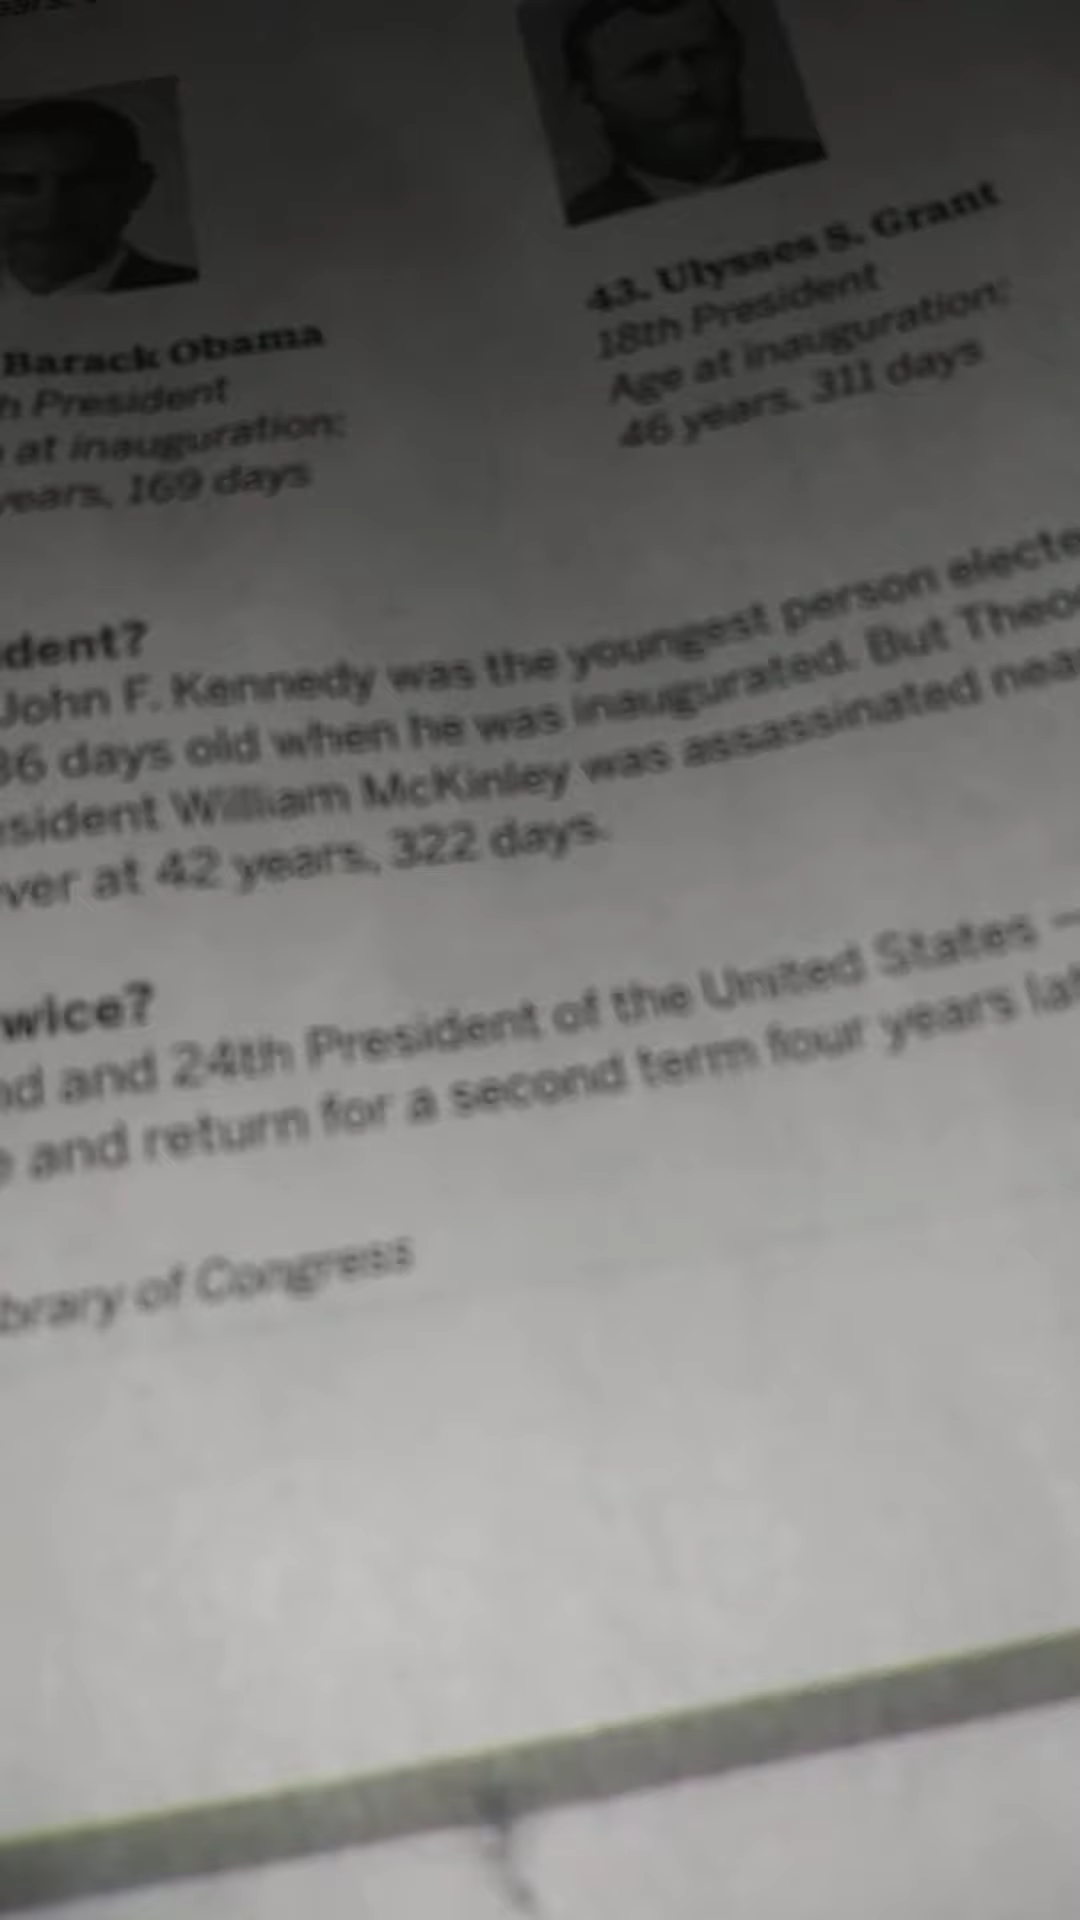 Barack Obama
h President
at inauguration:
years, 169 days
43. Ulysses S. Grant
18th President
Age at inauguration:
46 years, 311 days
dent?
John F. Kennedy was the youngest person electe
36 days old when he was inaugurated. But Theo
sident William McKinley was assassinated nea
ver at 42 years, 322 days.
wice?
nd and 24th President of the United States —
and return for a second term four years lat
brary of Congress